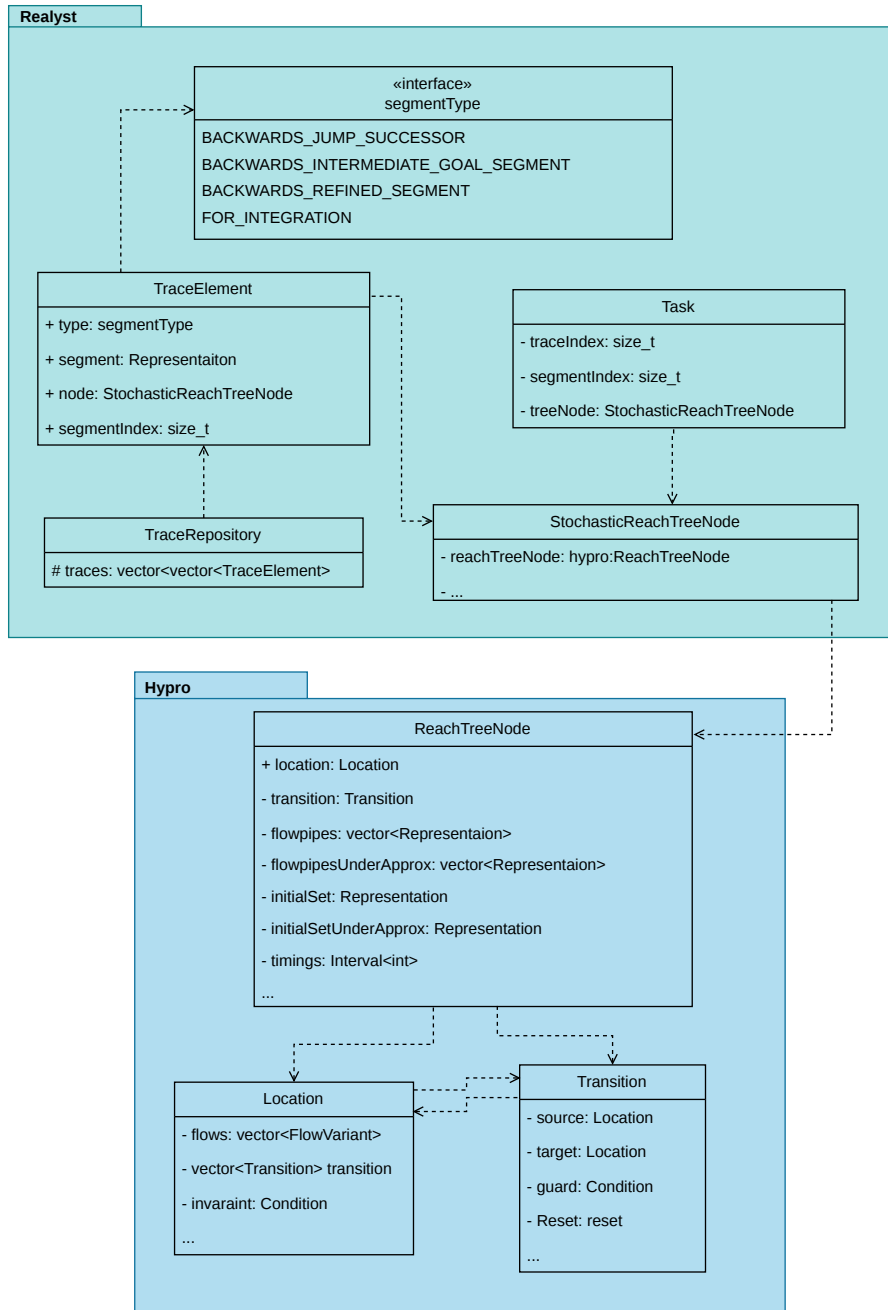 Realyst
«interface»
segmentType
BACKWARDS_JUMP_SUCCESSOR
BACKWARDS_INTERMEDIATE_GOAL_SEGMENT
BACKWARDS_REFINED_SEGMENT
FOR_INTEGRATION
TraceElement
+ type: segmentType
+ segment: Representaiton
+ node: StochasticReachTreeNode
+ segmentIndex: size_t
Task
- traceIndex: size_t
- segmentIndex: size_t
- treeNode: StochasticReachTreeNode
TraceRepository
# traces: vector<vector<TraceElement>
StochasticReachTreeNode
- reachTreeNode: hypro:ReachTreeNode
- ...
Hypro
ReachTreeNode
+ location: Location
- transition: Transition
- flowpipes: vector<Representaion>
- flowpipesUnderApprox: vector<Representaion>
- initialSet: Representation
- initialSetUnderApprox: Representation
- timings: Interval<int>
...
Location
- flows: vector<FlowVariant>
- vector<Transition> transition
- invaraint: Condition
...
Transition
- source: Location
- target: Location
- guard: Condition
- Reset: reset
...